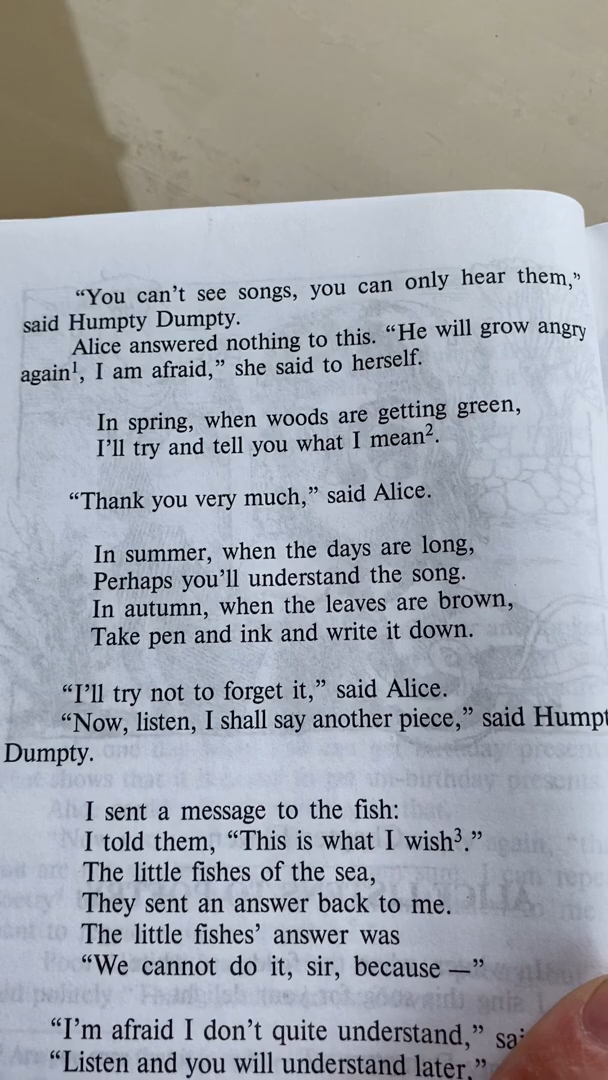 “You can’t see songs, you can only hear them,”
said Humpty Dumpty.
Alice answered nothing to this. “He will grow angry
again¹, I am afraid,” she said to herself.
In spring, when woods are getting green,
I’ll try and tell you what I mean².
“Thank you very much,” said Alice.
In summer, when the days are long,
Perhaps you’ll understand the song.
In autumn, when the leaves are brown,
Take pen and ink and write it down.
“I’ll try not to forget it,” said Alice.
“Now, listen, I shall say another piece,” said Humpt
Dumpty.
I sent a message to the fish:
I told them, “This is what I wish³.”
The little fishes of the sea,
They sent an answer back to me.
The little fishes’ answer was
“We cannot do it, sir, because —”
“I’m afraid I don’t quite understand,”
“Listen and you will understand later.”